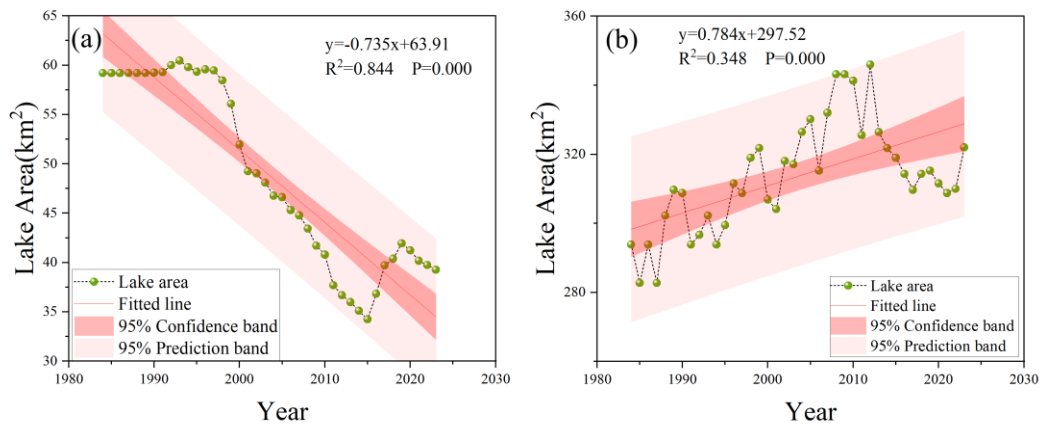 (a)
y=-0.735x+63.91
R²=0.844 P=0.000
65
60
55
50
45
40
35
30
Lake Area(km²)
Lake area
Fitted line
95% Confidence band
95% Prediction band
1980 1990 2000 2010 2020 2030
Year
(b)
y=0.784x+297.52
R²=0.348 P=0.000
360
320
280
Lake Area(km²)
Lake area
Fitted line
95% Confidence band
95% Prediction band
1980 1990 2000 2010 2020 2030
Year